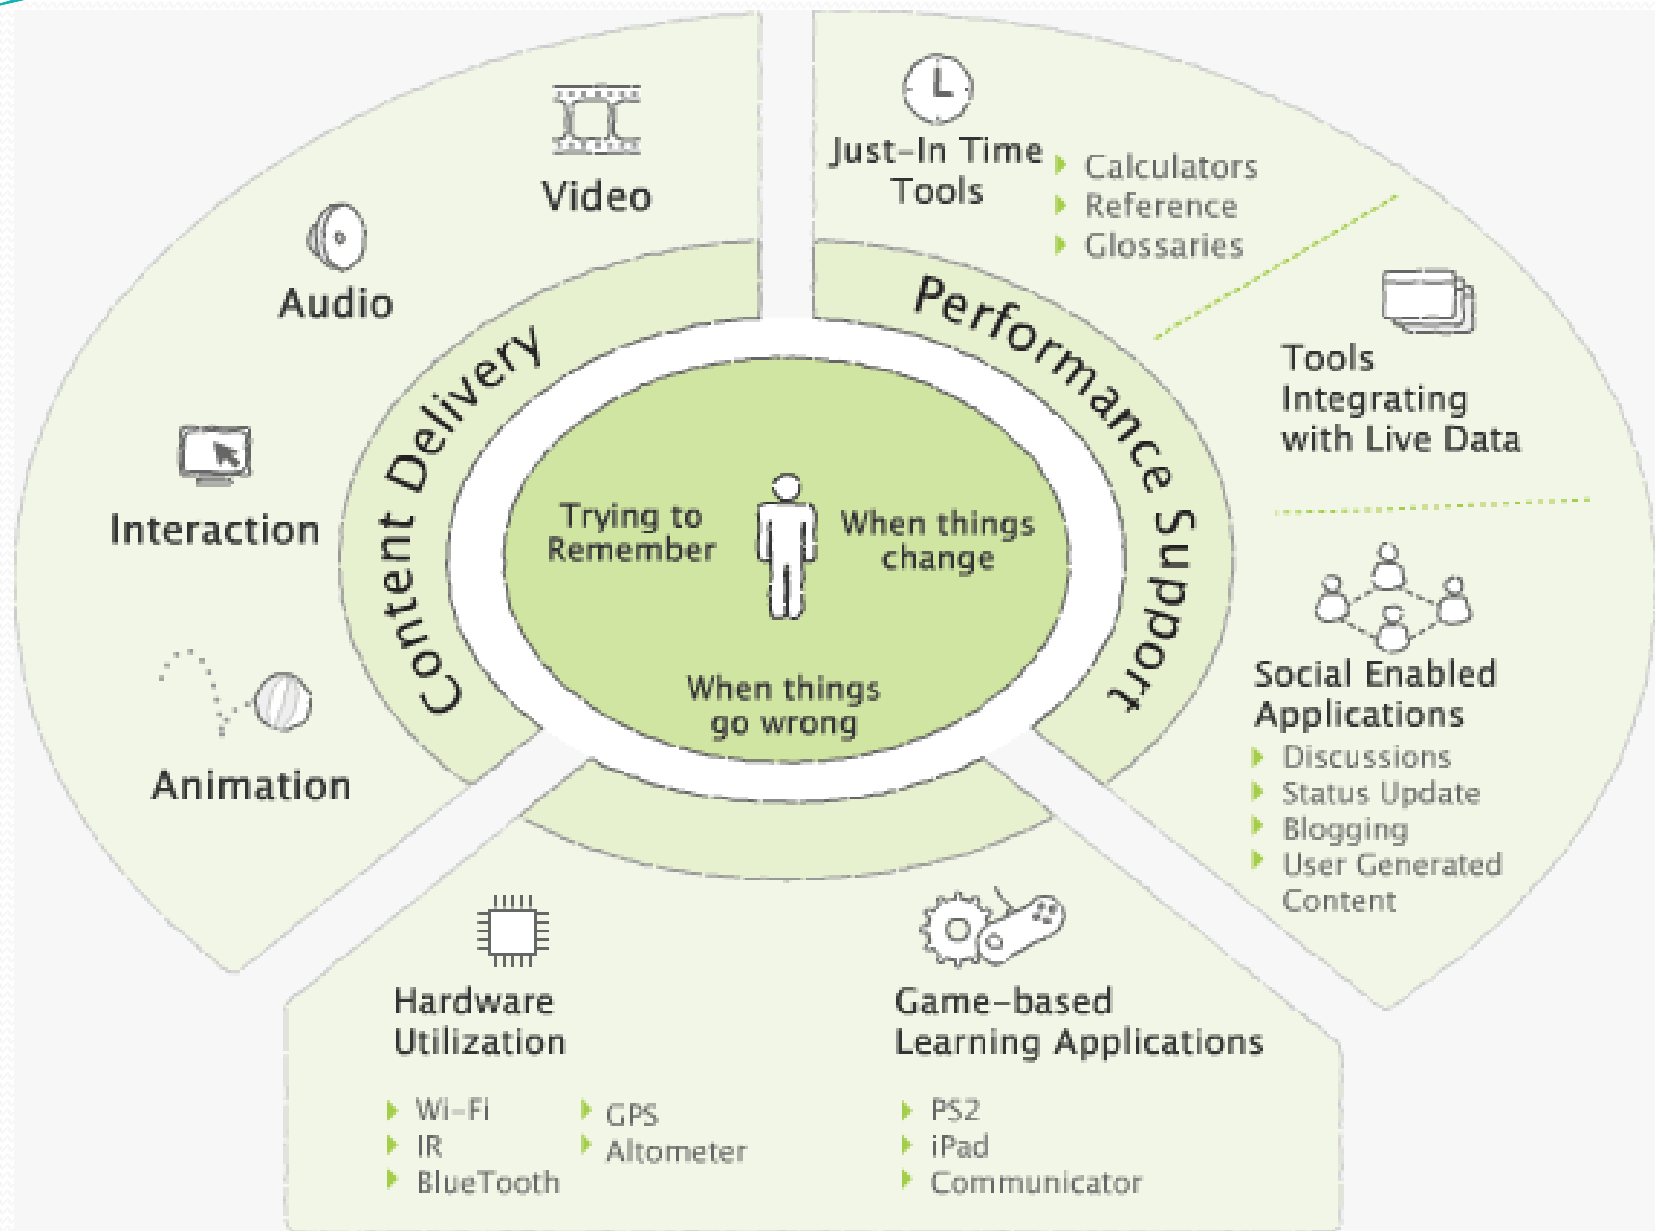 Video
Audio
Interaction
Animation
Content Delivery
Just-In Time
Tools
Calculators
Reference
Glossaries
Performance Support
Tools
Integrating
with Live Data
Social Enabled
Applications
Discussions
Status Update
Blogging
User Generated
Content
Trying to
Remember
When things
change
When things
go wrong
Hardware
Utilization
Wi-Fi
IR
BlueTooth
GPS
Altometer
Game-based
Learning Applications
PS2
iPad
Communicator